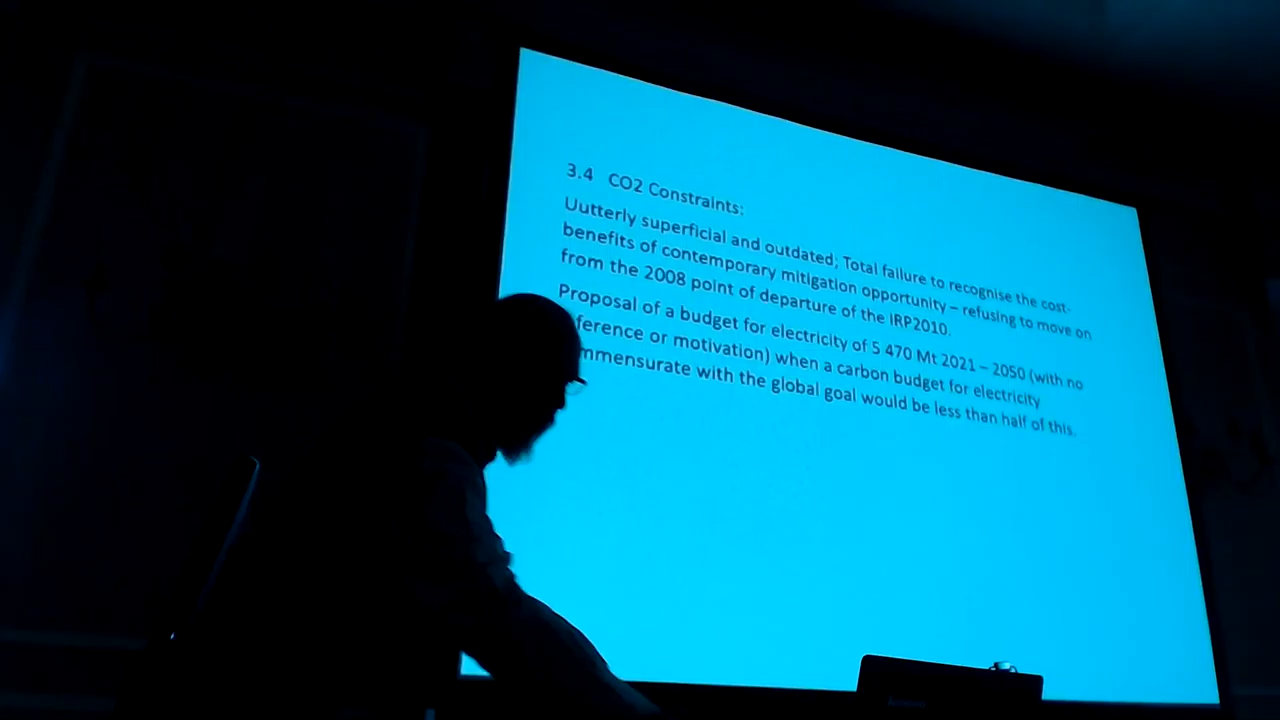 3.4 CO2 Constraints:
Uutterly superficial and outdated; Total failure to recognise the cost-
benefits of contemporary mitigation opportunity – refusing to move on
from the 2008 point of departure of the IRP2010.
Proposal of a budget for electricity of 5 470 Mt 2021 – 2050 (with no
ference or motivation) when a carbon budget for electricity
mmensurate with the global goal would be less than half of this.